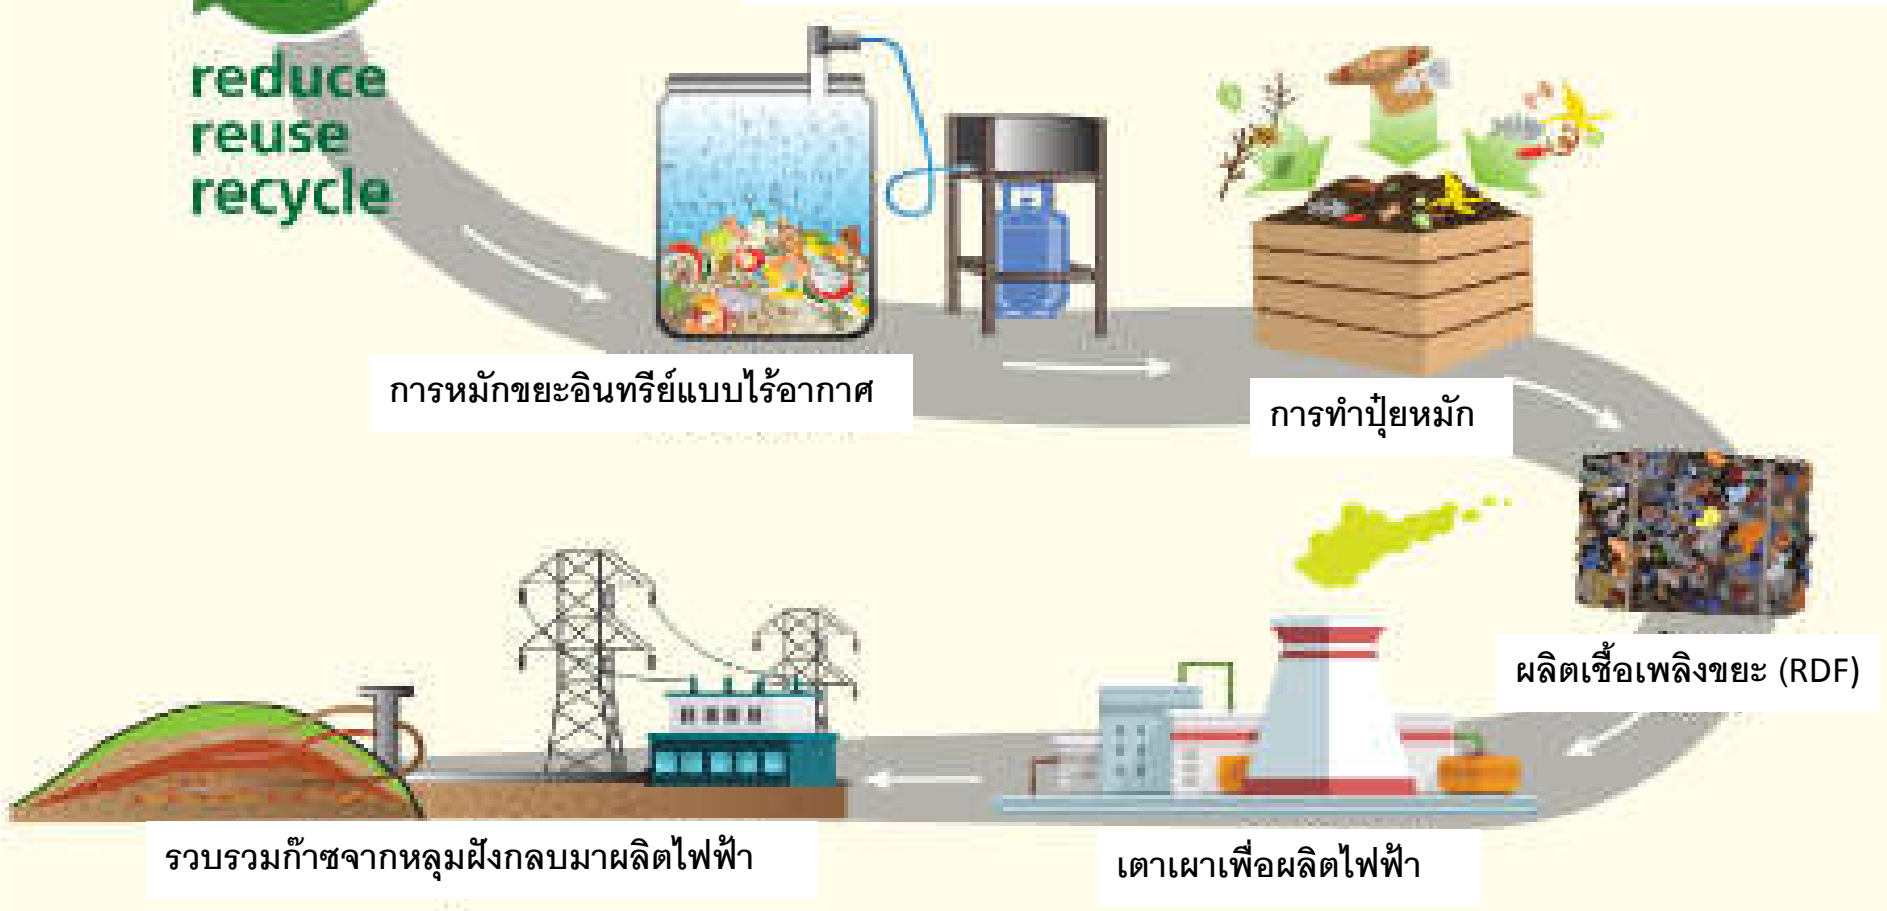 reduce
reuse
recycle
การหมักขยะอินทรีย์แบบไร้อากาศ
การทำปุ๋ยหมัก
ผลิตเชื้อเพลิงขยะ (RDF)
รวบรวมก๊าซจากหลุมฝังกลบมาผลิตไฟฟ้า
เตาเผาเพื่อผลิตไฟฟ้า